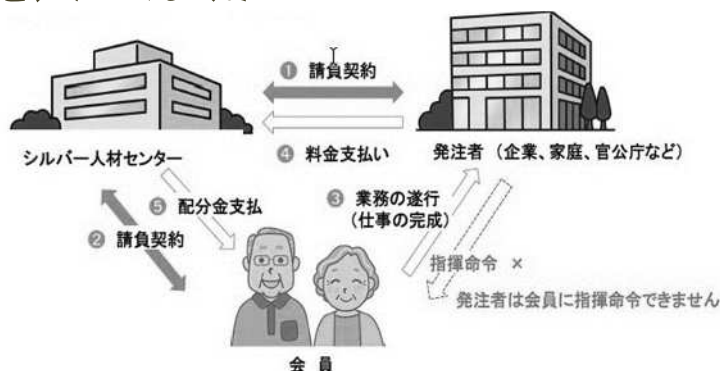 ❶ 請負契約
シルバー人材センター
❹ 料金支払い
発注者 (企業、家庭、官公庁など)
❺ 配分金支払
❸ 業務の遂行
(仕事の完成)
❷ 請負契約
指揮命令 ×
発注者は会員に指揮命令できません
会 員